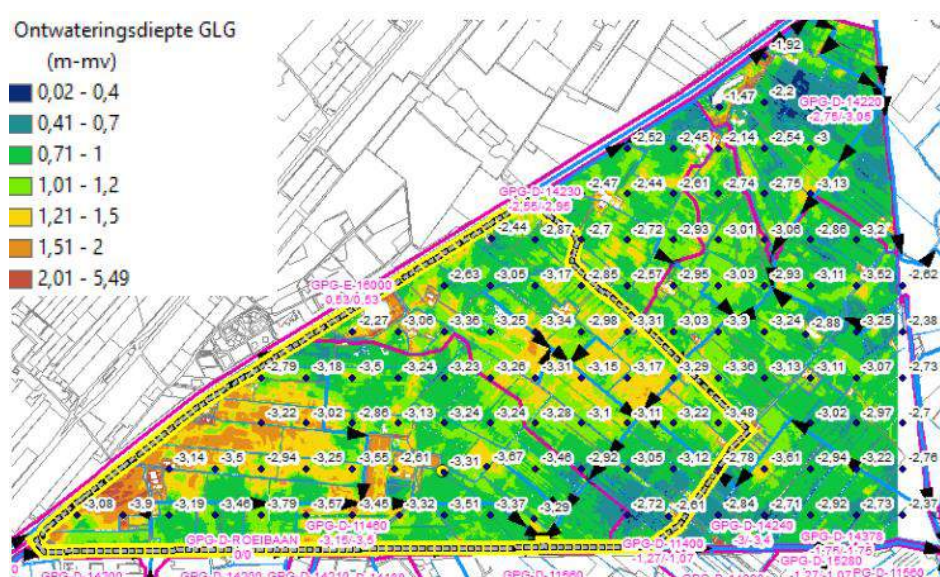 Ontwateringsdiepte GLG
(m-mv)
0,02 - 0,4
0,41 - 0,7
0,71 - 1
1,01 - 1,2
1,21 - 1,5
1,51 - 2
2,01 - 5,49
-1,92
-1,47 -2,2
GPG-D-14220
-2,75/-3,05
-2,52 -2,45 -2,14 -2,54 -3
GPG-D-14230
-2,55/-2,95
-2,47 -2,44 -2,61 -2,74 -2,75 -3,13
-2,44 -2,87 -2,7 -2,72 -2,93 -3,01 -3,06 -2,86 -3,2
GPG-E-16000
0,53/0,53
-2,63 -3,05 -3,17 -2,85 -2,57 -2,95 -3,03 -2,93 -3,11 -3,52 -2,62
-2,27 -3,06 -3,36 -3,25 -3,34 -2,98 -3,31 -3,03 -3,3 -3,24 -2,88 -3,25 -2,38
-2,79 -3,18 -3,5 -3,24 -3,23 -3,26 -3,31 -3,15 -3,17 -3,29 -3,36 -3,13 -3,11 -3,07 -2,73
-3,22 -3,02 -2,86 -3,13 -3,24 -3,24 -3,28 -3,1 -3,11 -3,22 -3,48 -3,02 -2,97 -2,7
-3,14 -3,5 -2,94 -3,25 -3,55 -2,61 -3,31 -3,67 -3,46 -2,92 -3,05 -3,12 -2,78 -3,61 -2,94 -3,22 -2,76
-3,08 -3,9 -3,19 -3,46 -3,79 -3,57 -3,45 -3,32 -3,51 -3,37 -3,29 -2,72 -2,61 -2,84 -2,71 -2,92 -2,73 -2,37
GPG-D-11460
-3,15/-3,5
GPG-D-ROEIBAAN
0/0
GPG-D-11400
-1,27/-1,07
GPG-D-14240
-3/-3,4
GPG-D-14378
-1,75/-1,75
GPG-D-15280
GPG-D-11560